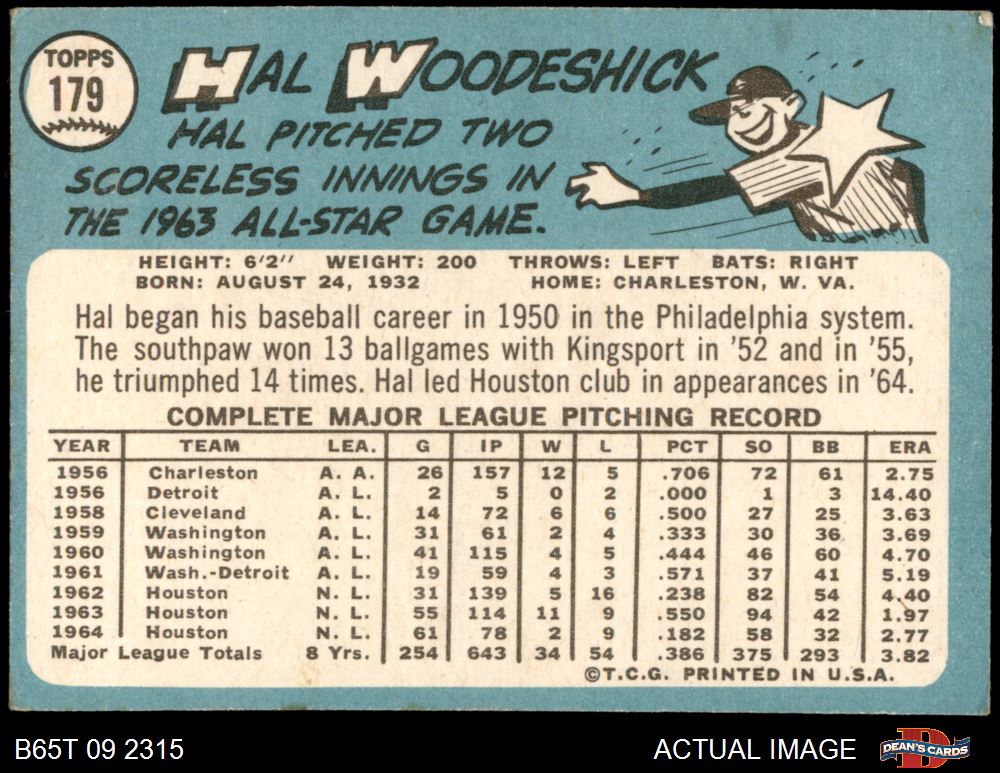 TOPPS
179
HAL WOODESHICK
HAL PITCHED TWO
SCORELESS INNINGS IN
THE 1963 ALL-STAR GAME.
HEIGHT: 6'2" WEIGHT: 200 THROWS: LEFT BATS: RIGHT
BORN: AUGUST 24, 1932 HOME: CHARLESTON, W. VA.
Hal began his baseball career in 1950 in the Philadelphia system.
The southpaw won 13 ballgames with Kingsport in '52 and in '55,
he triumphed 14 times. Hal led Houston club in appearances in '64.
COMPLETE MAJOR LEAGUE PITCHING RECORD
YEAR TEAM LEA. G IP W L PCT SO BB ERA
1956 Charleston A. A. 26 157 12 5 .706 72 61 2.75
1956 Detroit A. L. 2 5 0 2 .000 1 3 14.40
1958 Cleveland A. L. 14 72 6 6 .500 27 25 3.63
1959 Washington A. L. 31 61 2 4 .333 30 36 3.69
1960 Washington A. L. 41 115 4 5 .444 46 60 4.70
1961 Wash.-Detroit A. L. 19 59 4 3 .571 37 41 5.19
1962 Houston N. L. 31 139 5 16 .238 82 54 4.40
1963 Houston N. L. 55 114 11 9 .550 94 42 1.97
1964 Houston N. L. 61 78 2 9 .182 58 32 2.77
Major League Totals 8 Yrs. 254 643 34 54 .386 375 293 3.82
©T.C.G. PRINTED IN U.S.A.
B65T 09 2315 ACTUAL IMAGE DEAN'S CARDS